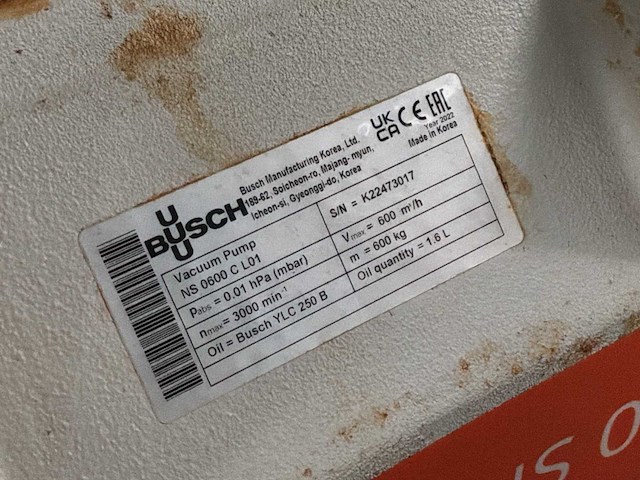 BUSCH
Busch Manufacturing Korea, Ltd.
189-62, Soicheon-ro, Majang- myun,
Icheon-si, Gyeonggi-do, Korea
UK
CA CE EAC
Year 2022
Made in Korea
Vacuum Pump
NS 0600 C L01
S/N = K22473017
Pabs = 0.01 hPa (mbar)
Vmax = 600 m³/h
nmax= 3000 min⁻¹
m = 600 kg
Oil = Busch YLC 250 B
Oil quantity = 1.6 L